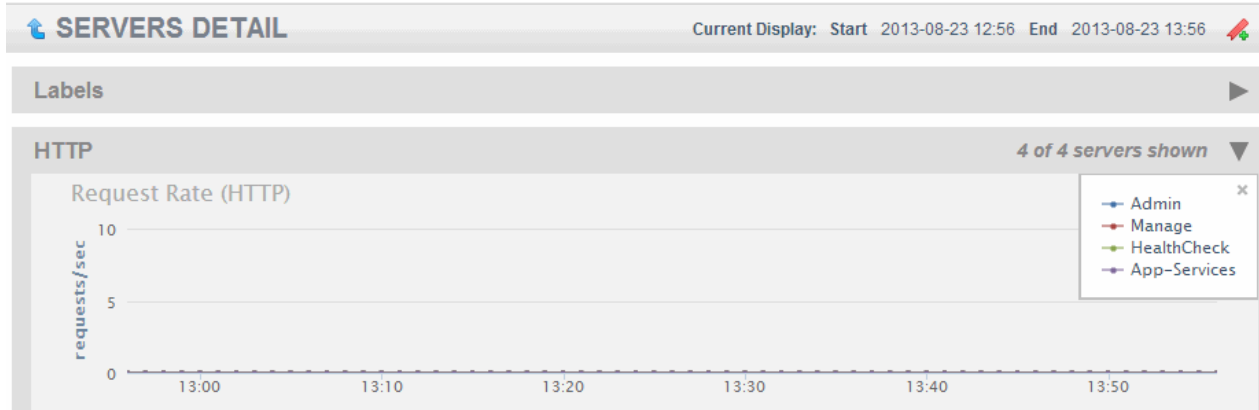 SERVERS DETAIL Current Display: Start 2013-08-23 12:56 End 2013-08-23 13:56
Labels
HTTP 4 of 4 servers shown
Request Rate (HTTP)
Admin
Manage
HealthCheck
App-Services
requests/sec
10
5
0
13:00 13:10 13:20 13:30 13:40 13:50